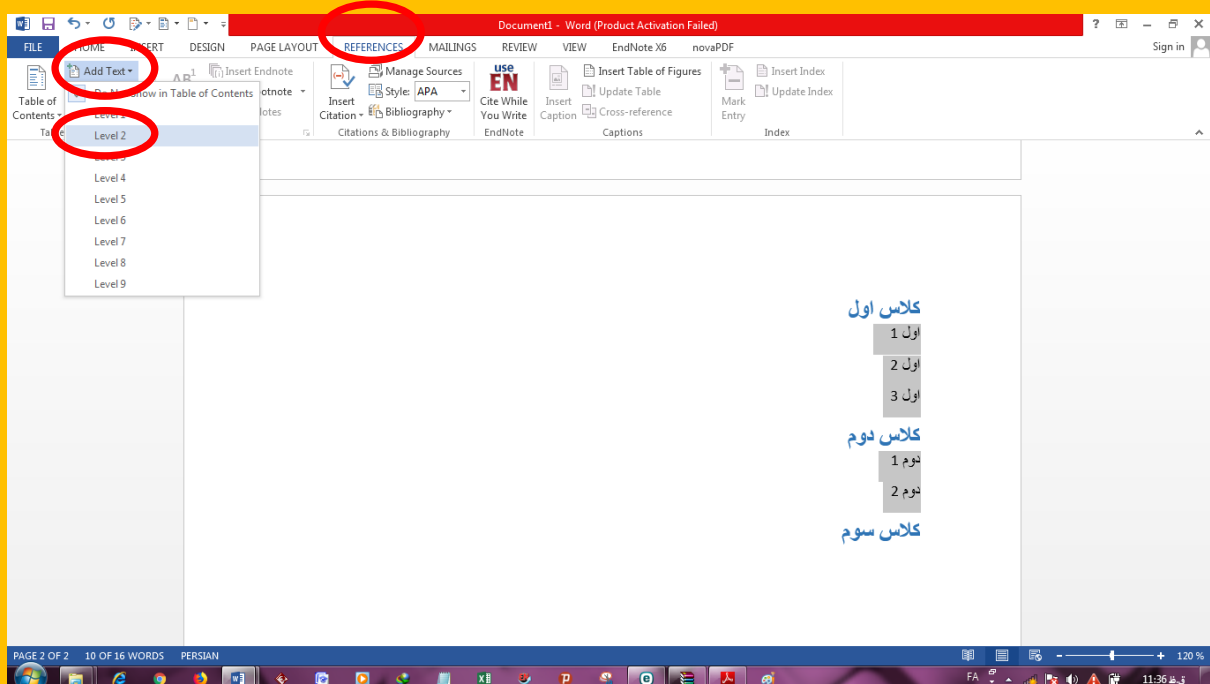 Document1 - Word (Product Activation Failed)
FILE HOME INSERT DESIGN PAGE LAYOUT REFERENCES MAILINGS REVIEW VIEW EndNote X6 novaPDF Sign in
Add Text
AB1 Insert Endnote
Manage Sources
use
EN
Insert Table of Figures
Insert Index
Do Not Show in Table of Contents
Style: APA
Update Table
Update Index
Table of
Contents
Insert
Citation
Bibliography
Cite While
You Write
Insert
Caption
Cross-reference
Mark
Entry
Citations & Bibliography
EndNote
Captions
Index
Level 2
Level 4
Level 5
Level 6
Level 7
Level 8
Level 9
کلاس اول
اول 1
اول 2
اول 3
کلاس دوم
دوم 1
دوم 2
کلاس سوم
PAGE 2 OF 2 10 OF 16 WORDS PERSIAN 120 %
FA 11:36 ق.ظ